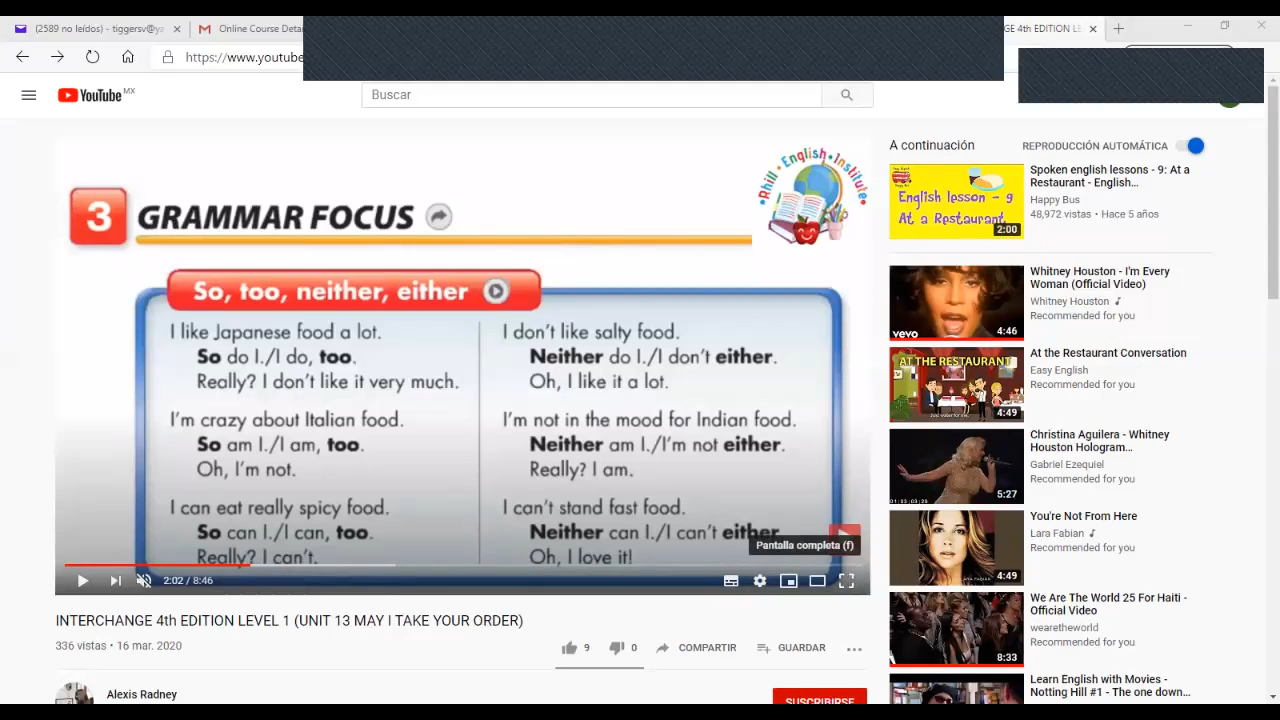 (2589 no leídos) - tiggersv@ya
Online Course Detai
GE 4th EDITION LE
https://www.youtube
YouTube MX
Buscar
Phill English Institute
3 GRAMMAR FOCUS
So, too, neither, either
I like Japanese food a lot.
So do I./I do, too.
Really? I don't like it very much.
I'm crazy about Italian food.
So am I./I am, too.
Oh, I'm not.
I can eat really spicy food.
So can I./I can, too.
Really? I can't.
I don't like salty food.
Neither do I./I don't either.
Oh, I like it a lot.
I'm not in the mood for Indian food.
Neither am I./I'm not either.
Really? I am.
I can't stand fast food.
Neither can I./I can't either.
Oh, I love it!
Pantalla completa (f)
2:02 / 8:46
INTERCHANGE 4th EDITION LEVEL 1 (UNIT 13 MAY I TAKE YOUR ORDER)
336 vistas • 16 mar. 2020
9
0
COMPARTIR
GUARDAR
Alexis Radney
SUSCRIBIRSE
A continuación
REPRODUCCIÓN AUTOMÁTICA
English lesson - 9
At a Restaurant
2:00
Spoken english lessons - 9: At a
Restaurant - English...
Happy Bus
48,972 vistas • Hace 5 años
vevo
4:46
Whitney Houston - I'm Every
Woman (Official Video)
Whitney Houston
Recommended for you
AT THE RESTAURANT
4:49
At the Restaurant Conversation
Easy English
Recommended for you
5:27
Christina Aguilera - Whitney
Houston Hologram...
Gabriel Ezequiel
Recommended for you
4:49
You're Not From Here
Lara Fabian
Recommended for you
8:33
We Are The World 25 For Haiti -
Official Video
wearetheworld
Recommended for you
Learn English with Movies -
Notting Hill #1 - The one down...